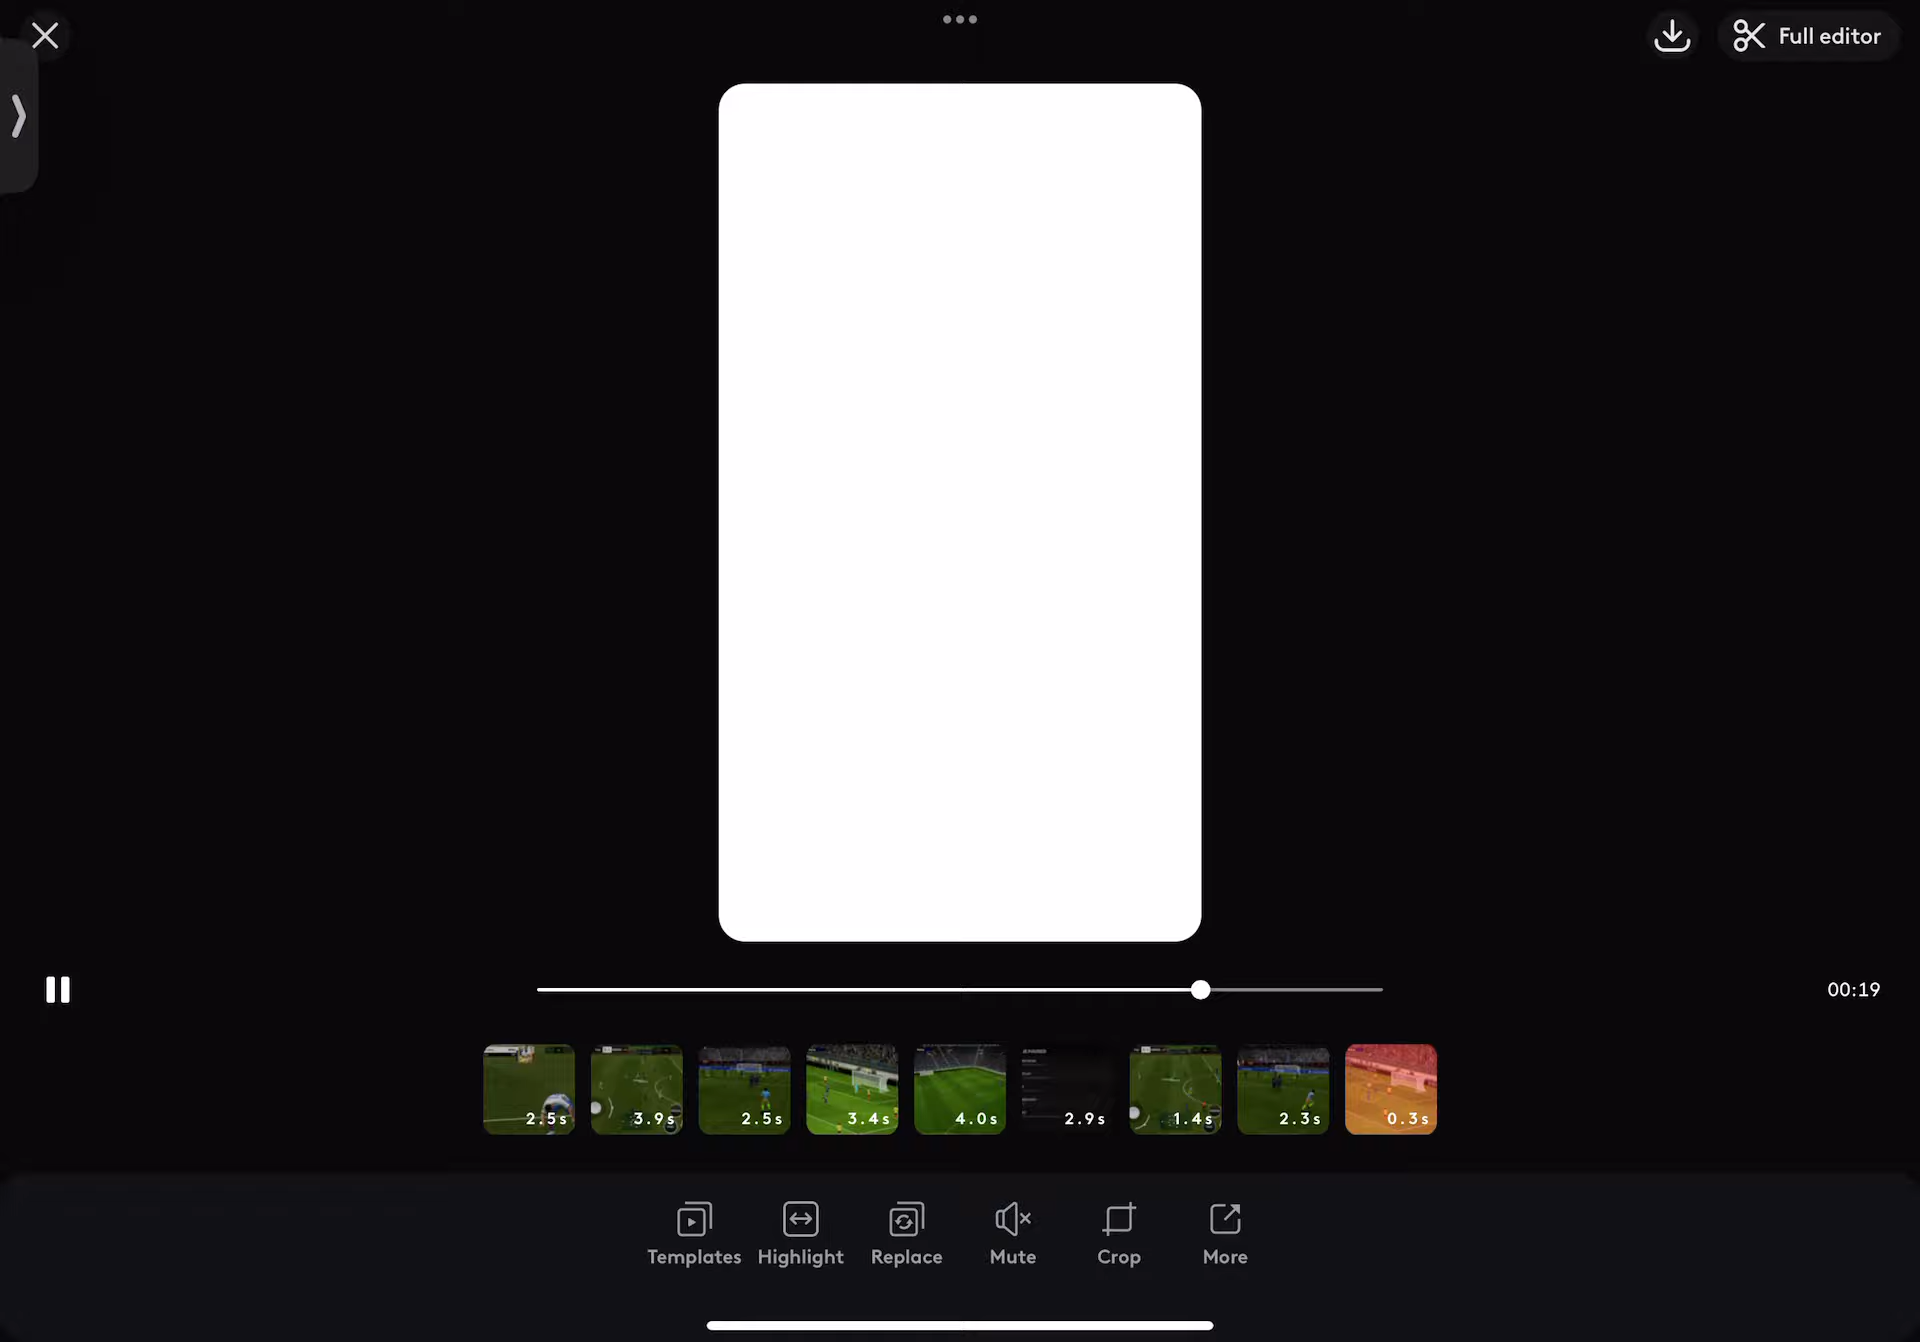 Full editor
00:19
2.5s
3.9s
2.5s
3.4s
4.0s
2.9s
1.4s
2.3s
0.3s
Templates
Highlight
Replace
Mute
Crop
More